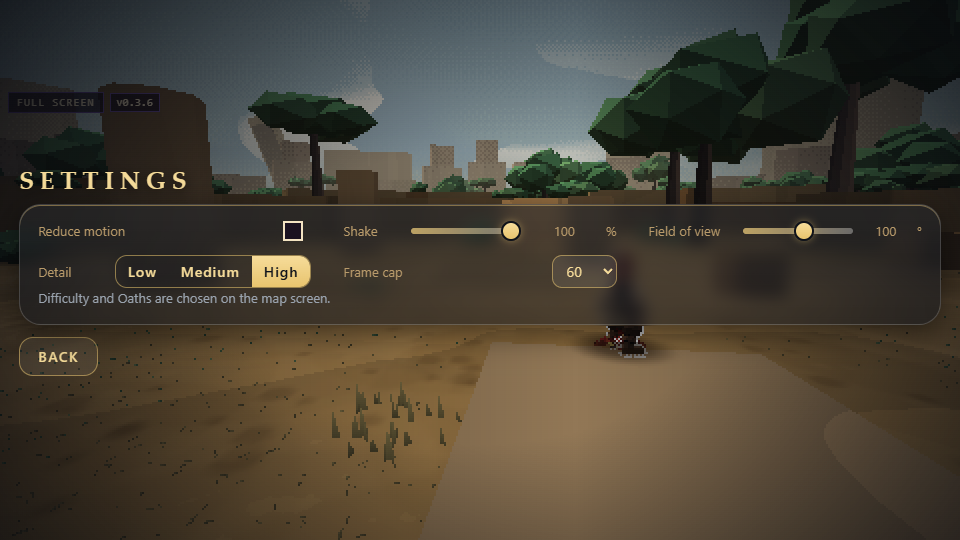 FULL SCREEN v0.3.6
SETTINGS
Reduce motion Shake 100 % Field of view 100 °
Detail Low Medium High Frame cap 60
Difficulty and Oaths are chosen on the map screen.
BACK